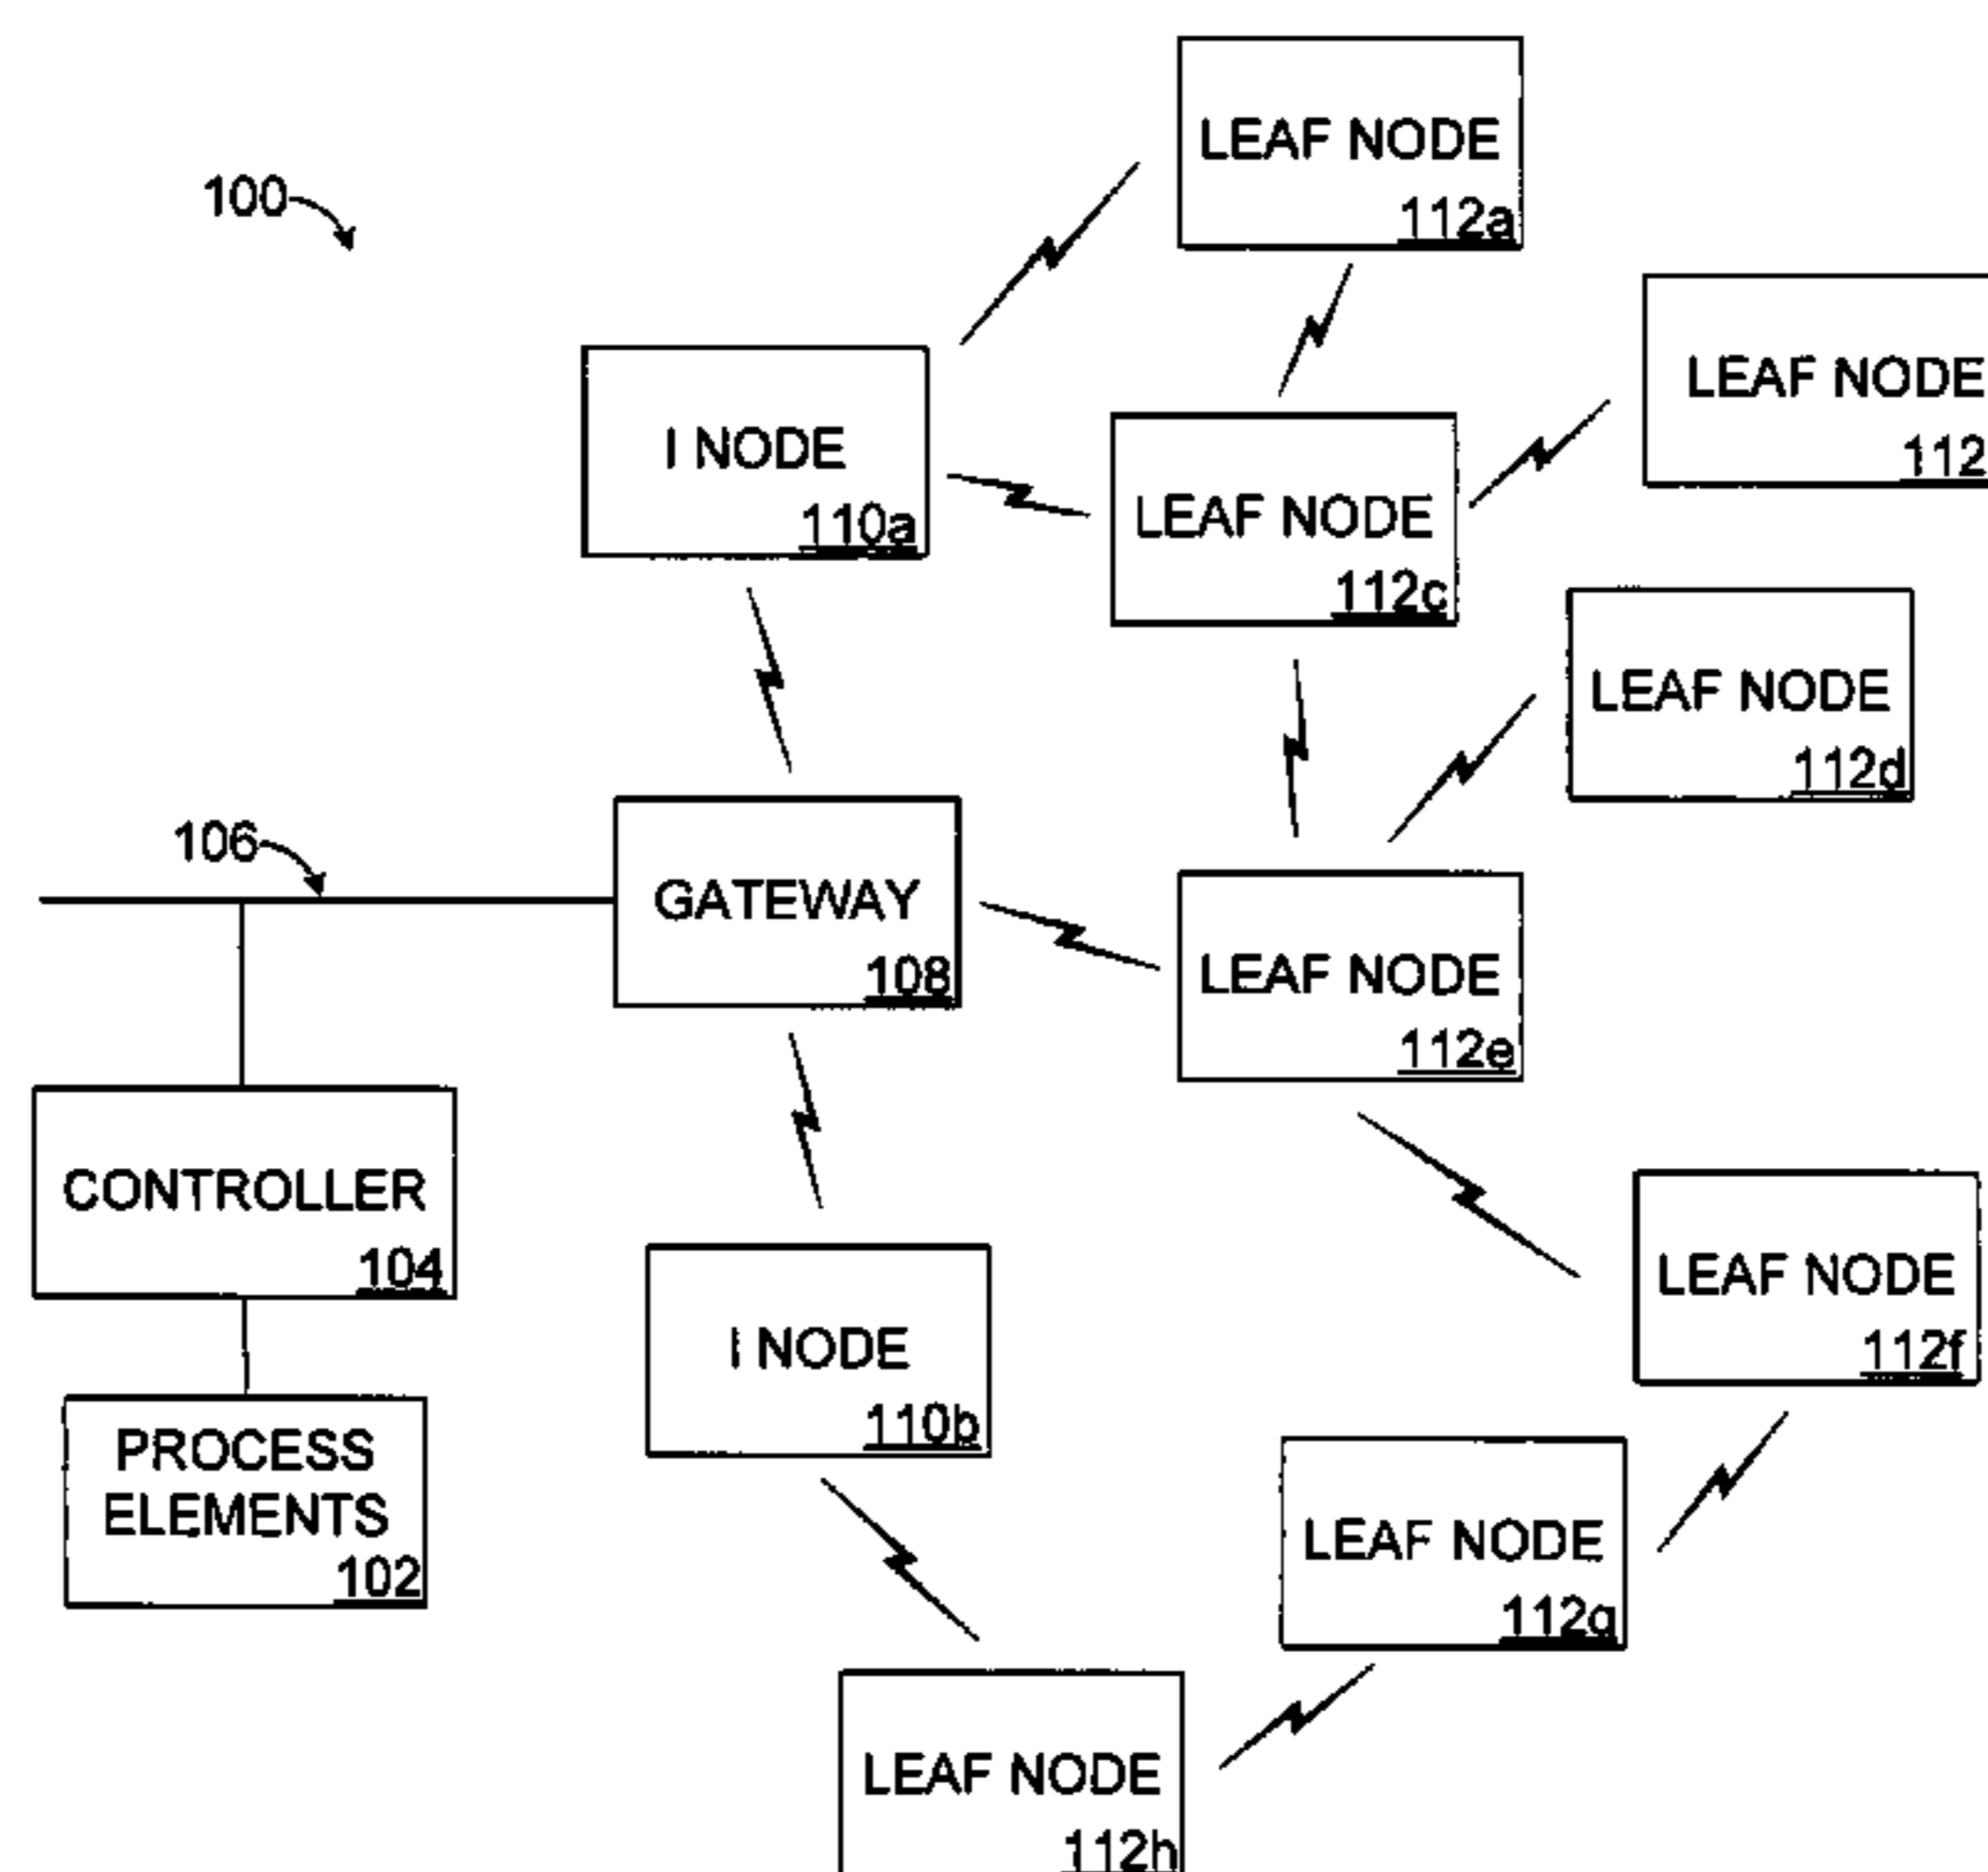 100
LEAF NODE
112a
LEAF NODE
112
I NODE
110a
LEAF NODE
112c
LEAF NODE
112d
106
GATEWAY
108
LEAF NODE
112e
CONTROLLER
104
LEAF NODE
112f
I NODE
110b
PROCESS
ELEMENTS
102
LEAF NODE
112g
LEAF NODE
112h